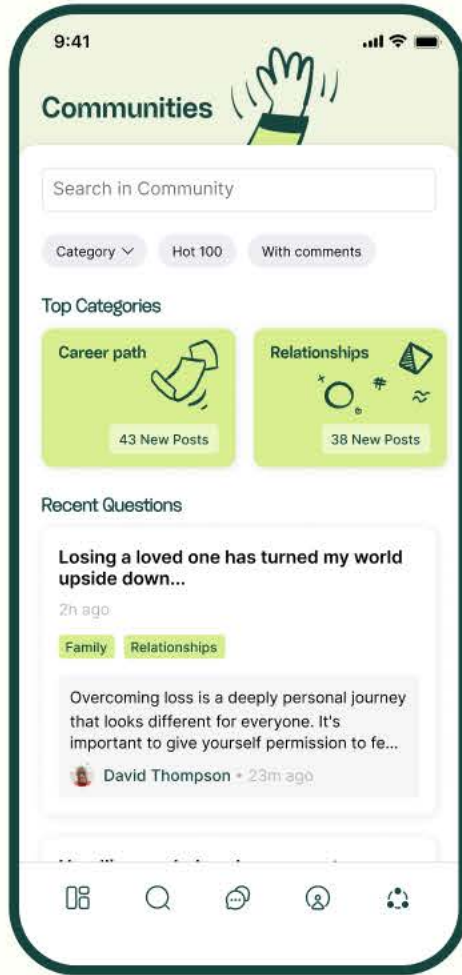 9:41
Communities
Search in Community
Category
Hot 100
With comments
Top Categories
Career path
43 New Posts
Relationships
38 New Posts
Recent Questions
Losing a loved one has turned my world
upside down...
2h ago
Family
Relationships
Overcoming loss is a deeply personal journey
that looks different for everyone. It's
important to give yourself permission to fe...
David Thompson • 23m ago